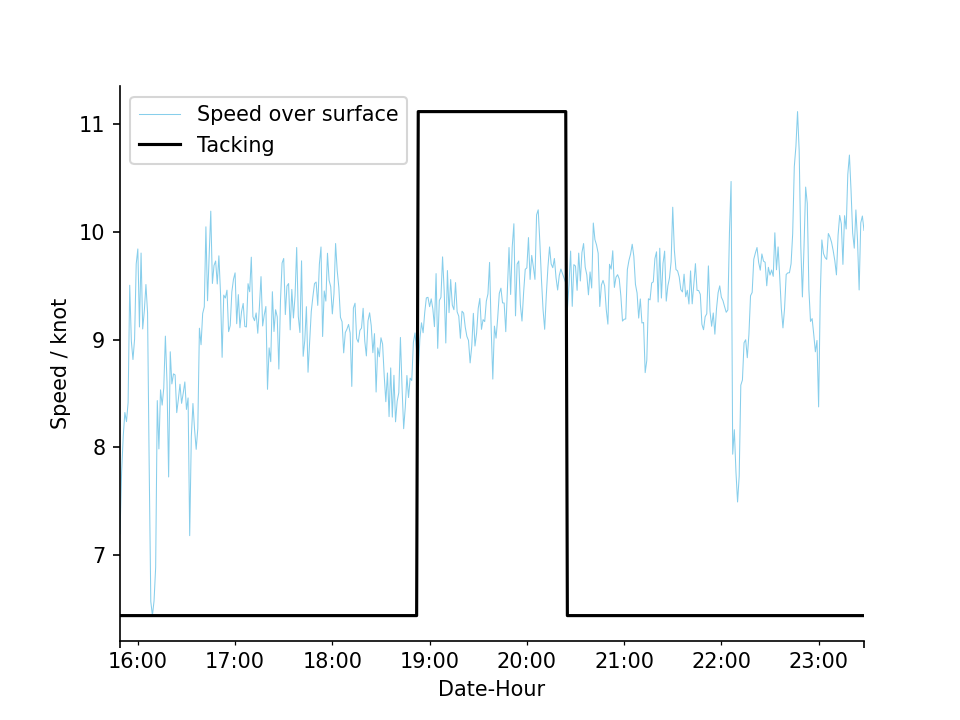 Speed over surface
Tacking
11
10
9
8
7
Speed / knot
16:00 17:00 18:00 19:00 20:00 21:00 22:00 23:00
Date-Hour